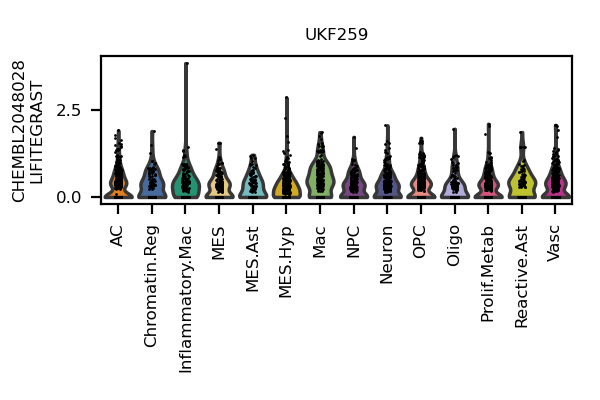 UKF259
CHEMBL2048028
LIFITEGRAST
2.5
0.0
AC
Chromatin.Reg
Inflammatory.Mac
MES
MES.Ast
MES.Hyp
Mac
NPC
Neuron
OPC
Oligo
Prolif.Metab
Reactive.Ast
Vasc